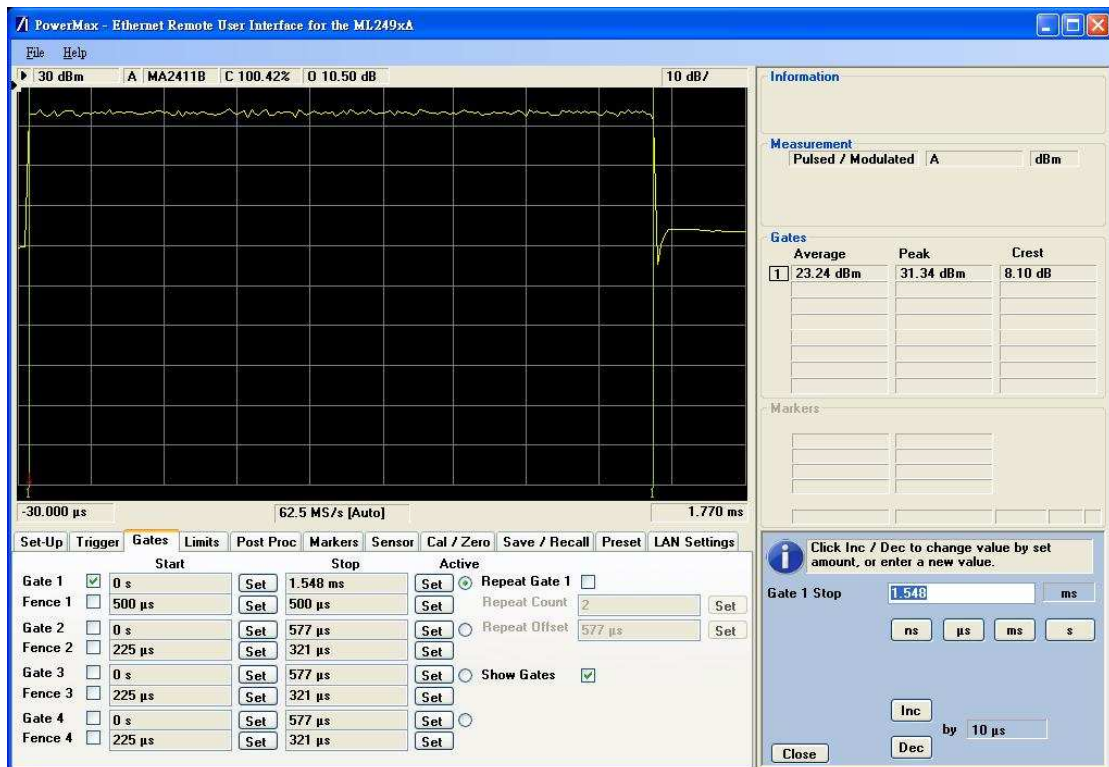 PowerMax - Ethernet Remote User Interface for the ML249xA
File Help
30 dBm A MA2411B C 100.42% O 10.50 dB 10 dB/
1 1
-30.000 µs 62.5 MS/s [Auto] 1.770 ms
Set-Up Trigger Gates Limits Post Proc Markers Sensor Cal / Zero Save / Recall Preset LAN Settings
Start Stop Active
Gate 1 0 s Set 1.548 ms Set Repeat Gate 1
Fence 1 500 µs Set 500 µs Set Repeat Count 2 Set
Gate 2 0 s Set 577 µs Set Repeat Offset 577 µs Set
Fence 2 225 µs Set 321 µs Set
Gate 3 0 s Set 577 µs Set Show Gates
Fence 3 225 µs Set 321 µs Set
Gate 4 0 s Set 577 µs Set
Fence 4 225 µs Set 321 µs Set
Information
Measurement
Pulsed / Modulated A dBm
Gates
Average Peak Crest
1 23.24 dBm 31.34 dBm 8.10 dB
Markers
Click Inc / Dec to change value by set
amount, or enter a new value.
Gate 1 Stop 1.548 ms
ns µs ms s
Inc
by 10 µs
Close Dec